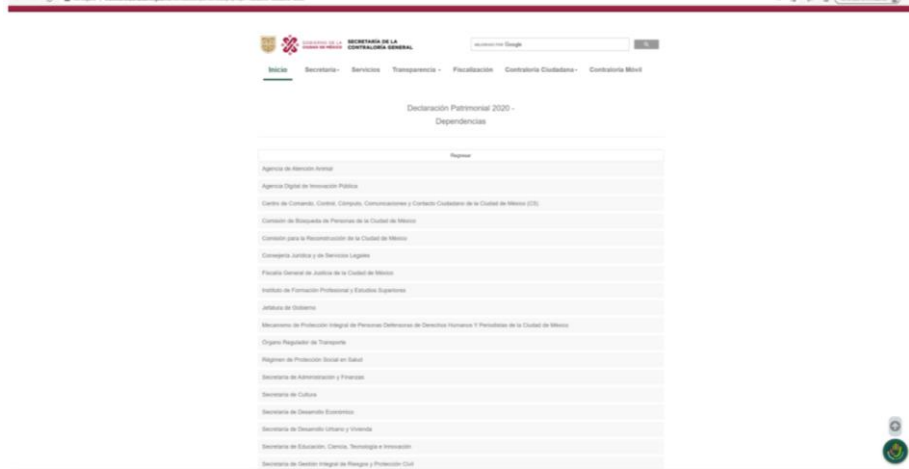 GOBIERNO DE LA
CIUDAD DE MÉXICO
SECRETARÍA DE LA
CONTRALORÍA GENERAL
Google
Inicio Secretaría Servicios Transparencia Fiscalización Contraloría Ciudadana Contraloría Móvil
Declaración Patrimonial 2020 -
Dependencias
Regresar
Agencia de Atención Animal
Agencia Digital de Innovación Pública
Centro de Comando, Control, Cómputo, Comunicaciones y Contacto Ciudadano de la Ciudad de México (C5)
Comisión de Búsqueda de Personas de la Ciudad de México
Comisión para la Reconstrucción de la Ciudad de México
Consejería Jurídica y de Servicios Legales
Fiscalía General de Justicia de la Ciudad de México
Instituto de Formación Profesional y Estudios Superiores
Jefatura de Gobierno
Mecanismo de Protección Integral de Personas Defensoras de Derechos Humanos Y Periodistas de la Ciudad de México
Órgano Regulador de Transporte
Régimen de Protección Social en Salud
Secretaría de Administración y Finanzas
Secretaría de Cultura
Secretaría de Desarrollo Económico
Secretaría de Desarrollo Urbano y Vivienda
Secretaría de Educación, Ciencia, Tecnología e Innovación
Secretaría de Gestión Integral de Riesgos y Protección Civil